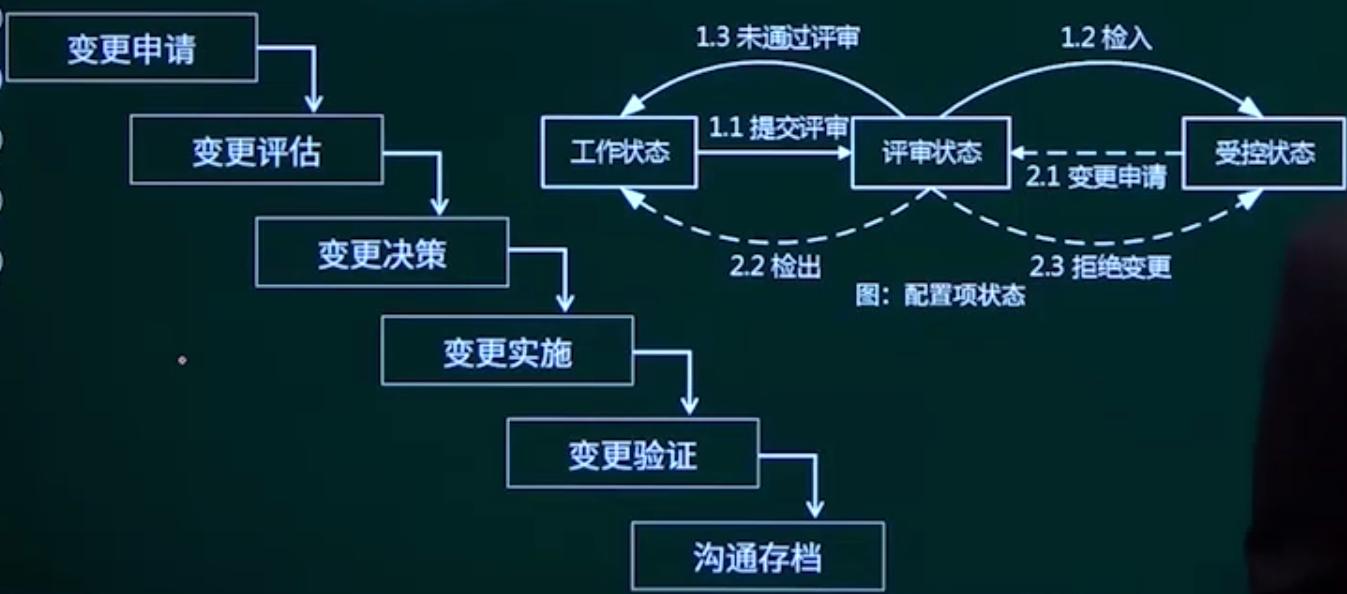 变更申请
变更评估
变更决策
变更实施
变更验证
沟通存档
1.3 未通过评审
1.2 检入
工作状态
1.1 提交评审
评审状态
受控状态
2.1 变更申请
2.2 检出
2.3 拒绝变更
图：配置项状态